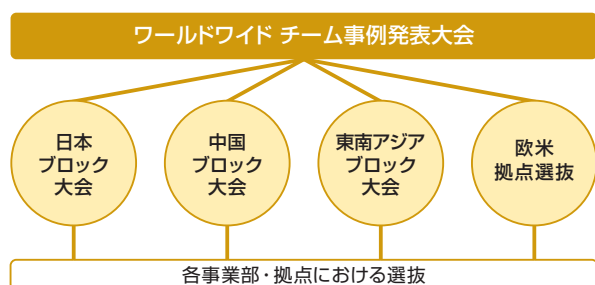 ワールドワイド チーム事例発表大会
日本
ブロック
大会
中国
ブロック
大会
東南アジア
ブロック
大会
欧米
拠点選抜
各事業部・拠点における選抜